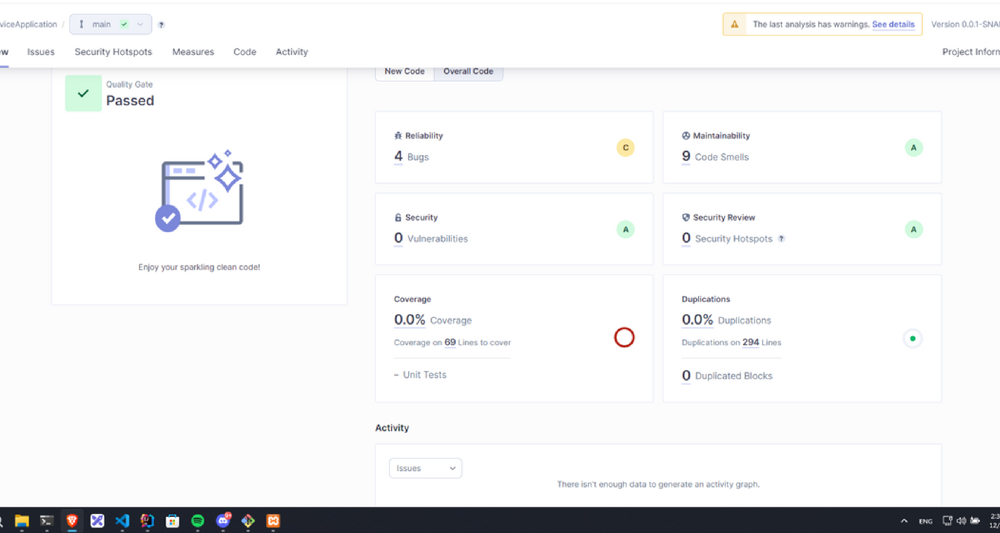 viceApplication / main ?
The last analysis has warnings. See details
Version 0.0.1-SNA
ew Issues Security Hotspots Measures Code Activity
Project Inform
Quality Gate
Passed
Enjoy your sparkling clean code!
New Code Overall Code
Reliability
4 Bugs
C
Maintainability
9 Code Smells
A
Security
0 Vulnerabilities
A
Security Review
0 Security Hotspots ?
A
Coverage
0.0% Coverage
Coverage on 69 Lines to cover
– Unit Tests
Duplications
0.0% Duplications
Duplications on 294 Lines
0 Duplicated Blocks
Activity
Issues
There isn't enough data to generate an activity graph.
ENG
2:3
12/